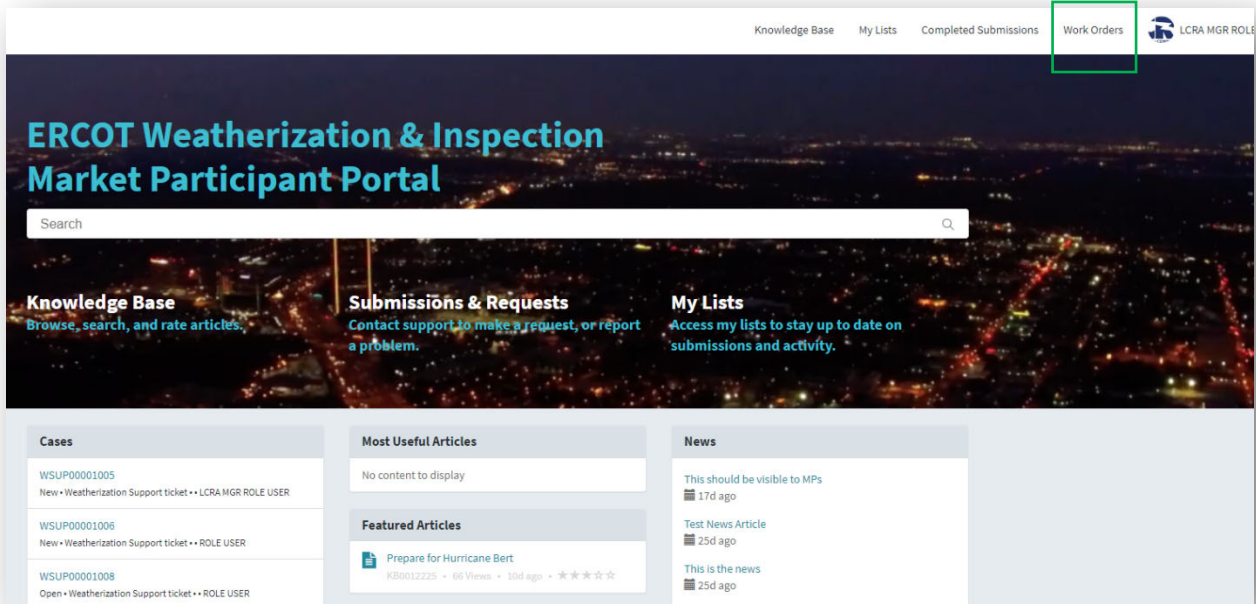 Knowledge Base My Lists Completed Submissions Work Orders LCRA MGR ROLE
ERCOT Weatherization & Inspection
Market Participant Portal
Search
Knowledge Base
Browse, search, and rate articles.
Submissions & Requests
Contact support to make a request, or report
a problem.
My Lists
Access my lists to stay up to date on
submissions and activity.
Cases
WSUP00001005
New • Weatherization Support ticket • • LCRA MGR ROLE USER
WSUP00001006
New • Weatherization Support ticket • • ROLE USER
WSUP00001008
Open • Weatherization Support ticket • • ROLE USER
Most Useful Articles
No content to display
Featured Articles
Prepare for Hurricane Bert
KB0012225 • 66 Views • 10d ago • ★★★☆☆
News
This should be visible to MPs
17d ago
Test News Article
25d ago
This is the news
25d ago